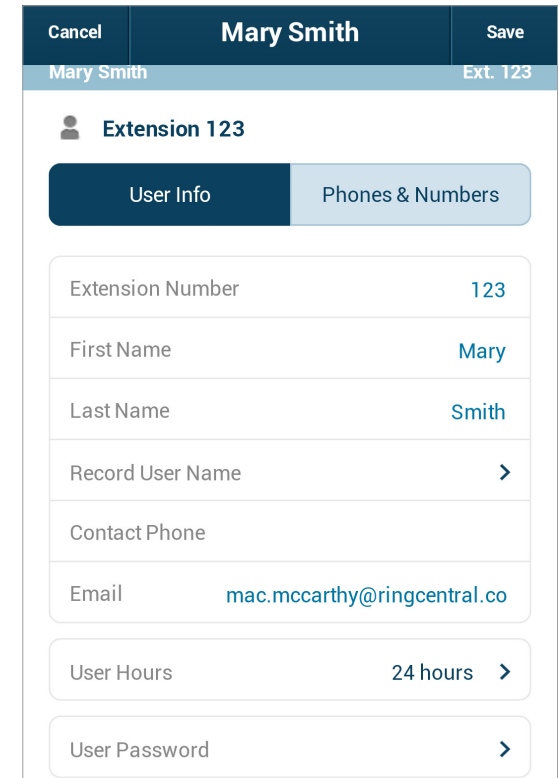 Cancel Mary Smith Save
Mary Smith Ext. 123
Extension 123
User Info Phones & Numbers
Extension Number 123
First Name Mary
Last Name Smith
Record User Name
Contact Phone
Email mac.mccarthy@ringcentral.co
User Hours 24 hours
User Password